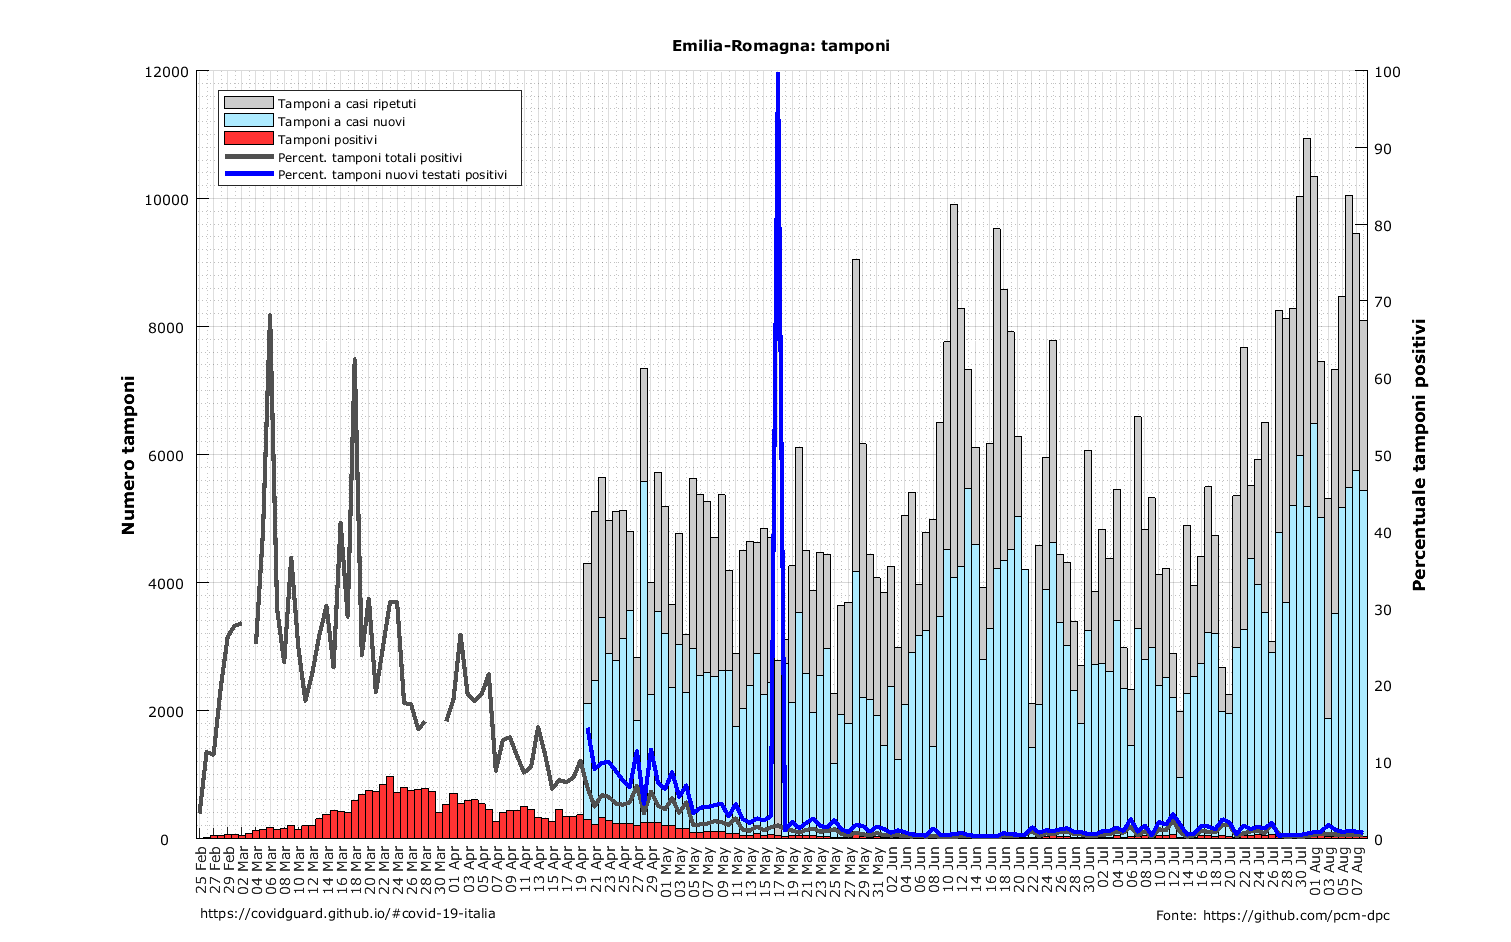 Emilia-Romagna: tamponi
Tamponi a casi ripetuti
Tamponi a casi nuovi
Tamponi positivi
Percent. tamponi totali positivi
Percent. tamponi nuovi testati positivi
Numero tamponi
12000
10000
8000
6000
4000
2000
0
Percentuale tamponi positivi
100
90
80
70
60
50
40
30
20
10
0
25 Feb
27 Feb
29 Feb
02 Mar
04 Mar
06 Mar
08 Mar
10 Mar
12 Mar
14 Mar
16 Mar
18 Mar
20 Mar
22 Mar
24 Mar
26 Mar
28 Mar
30 Mar
01 Apr
03 Apr
05 Apr
07 Apr
09 Apr
11 Apr
13 Apr
15 Apr
17 Apr
19 Apr
21 Apr
23 Apr
25 Apr
27 Apr
29 Apr
01 May
03 May
05 May
07 May
09 May
11 May
13 May
15 May
17 May
19 May
21 May
23 May
25 May
27 May
29 May
31 May
02 Jun
04 Jun
06 Jun
08 Jun
10 Jun
12 Jun
14 Jun
16 Jun
18 Jun
20 Jun
22 Jun
24 Jun
26 Jun
28 Jun
30 Jun
02 Jul
04 Jul
06 Jul
08 Jul
10 Jul
12 Jul
14 Jul
16 Jul
18 Jul
20 Jul
22 Jul
24 Jul
26 Jul
28 Jul
30 Jul
01 Aug
03 Aug
05 Aug
07 Aug
https://covidguard.github.io/#covid-19-italia
Fonte: https://github.com/pcm-dpc